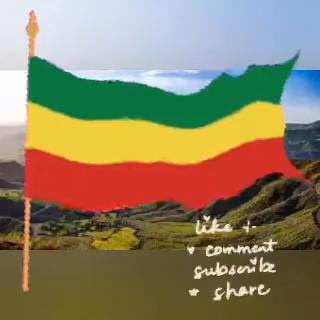 like +
• comment
subscribe
* share